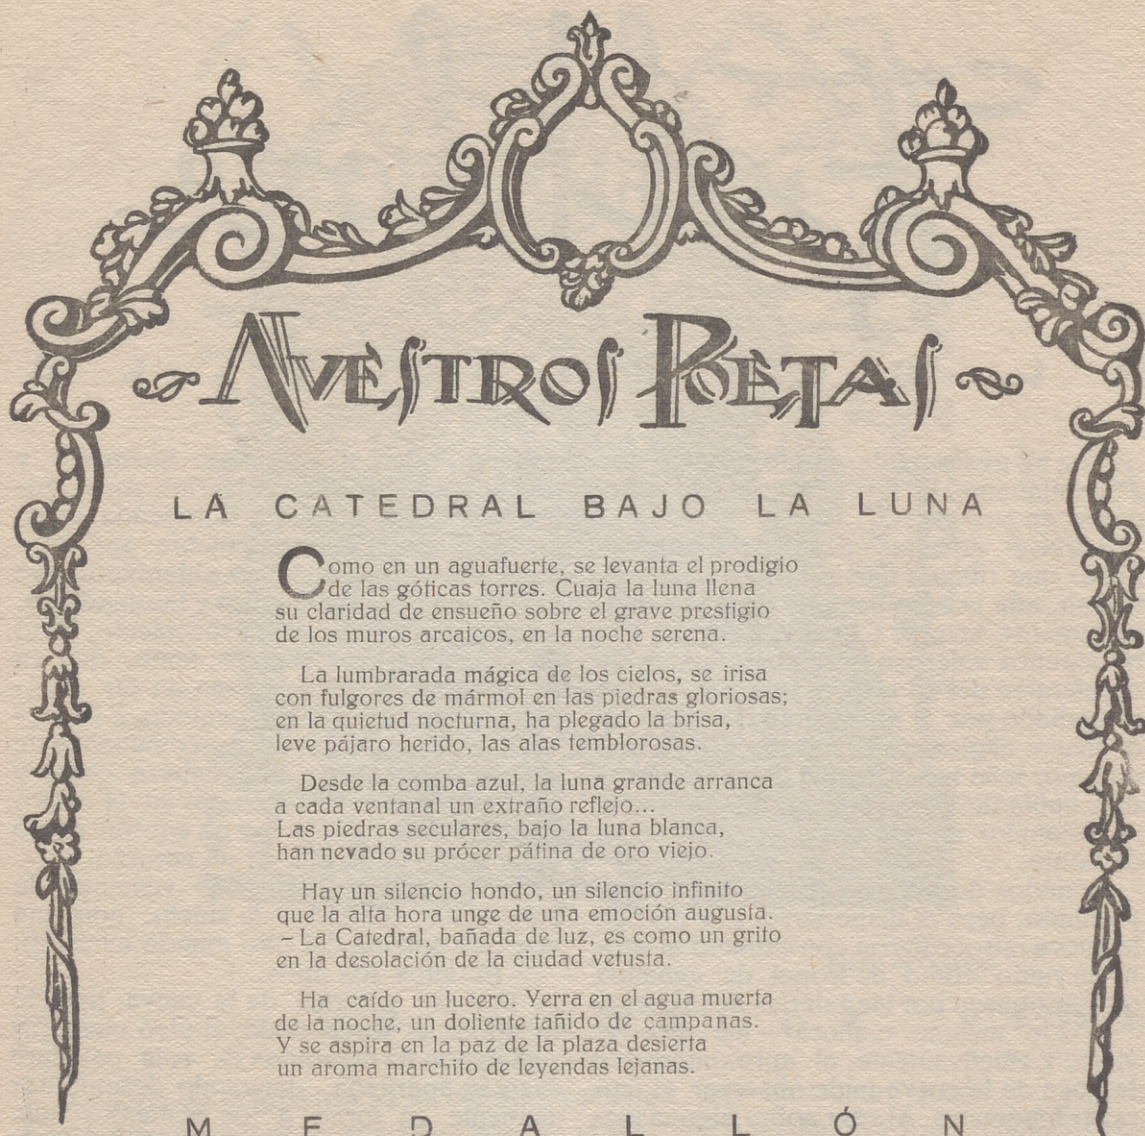 NUESTROS POETAS
LA CATEDRAL BAJO LA LUNA
Como en un aguafuerte, se levanta el prodigio
de las góticas torres. Cuaja la luna llena
su claridad de ensueño sobre el grave prestigio
de los muros arcaicos, en la noche serena.
La lumbrarada mágica de los cielos, se irisa
con fulgores de mármol en las piedras gloriosas;
en la quietud nocturna, ha plegado la brisa,
leve pájaro herido, las alas temblorosas.
Desde la comba azul, la luna grande arranca
a cada ventanal un extraño reflejo...
Las piedras seculares, bajo la luna blanca,
han nevado su prócer pátina de oro viejo.
Hay un silencio hondo, un silencio infinito
que la alta hora unge de una emoción augusta.
– La Catedral, bañada de luz, es como un grito
en la desolación de la ciudad vetusta.
Ha caído un lucero. Yerra en el agua muerta
de la noche, un doliente tañido de campanas.
Y se aspira en la paz de la plaza desierta
un aroma marchito de leyendas lejanas.
MEDALLÓN